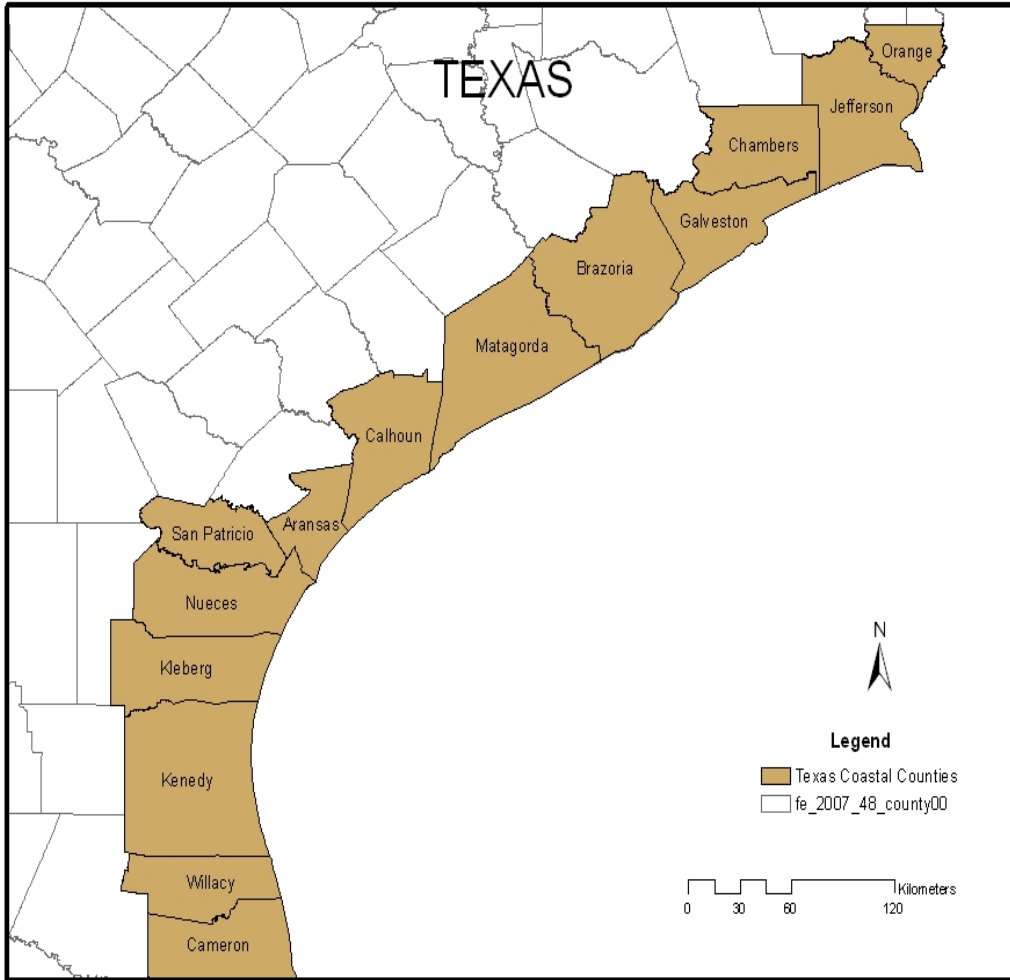 TEXAS
Orange
Jefferson
Chambers
Galveston
Brazoria
Matagorda
Calhoun
Aransas
San Patricio
Nueces
Kleberg
Kenedy
Willacy
Cameron
N
Legend
Texas Coastal Counties
fe_2007_48_county00
Kilometers
0 30 60 120